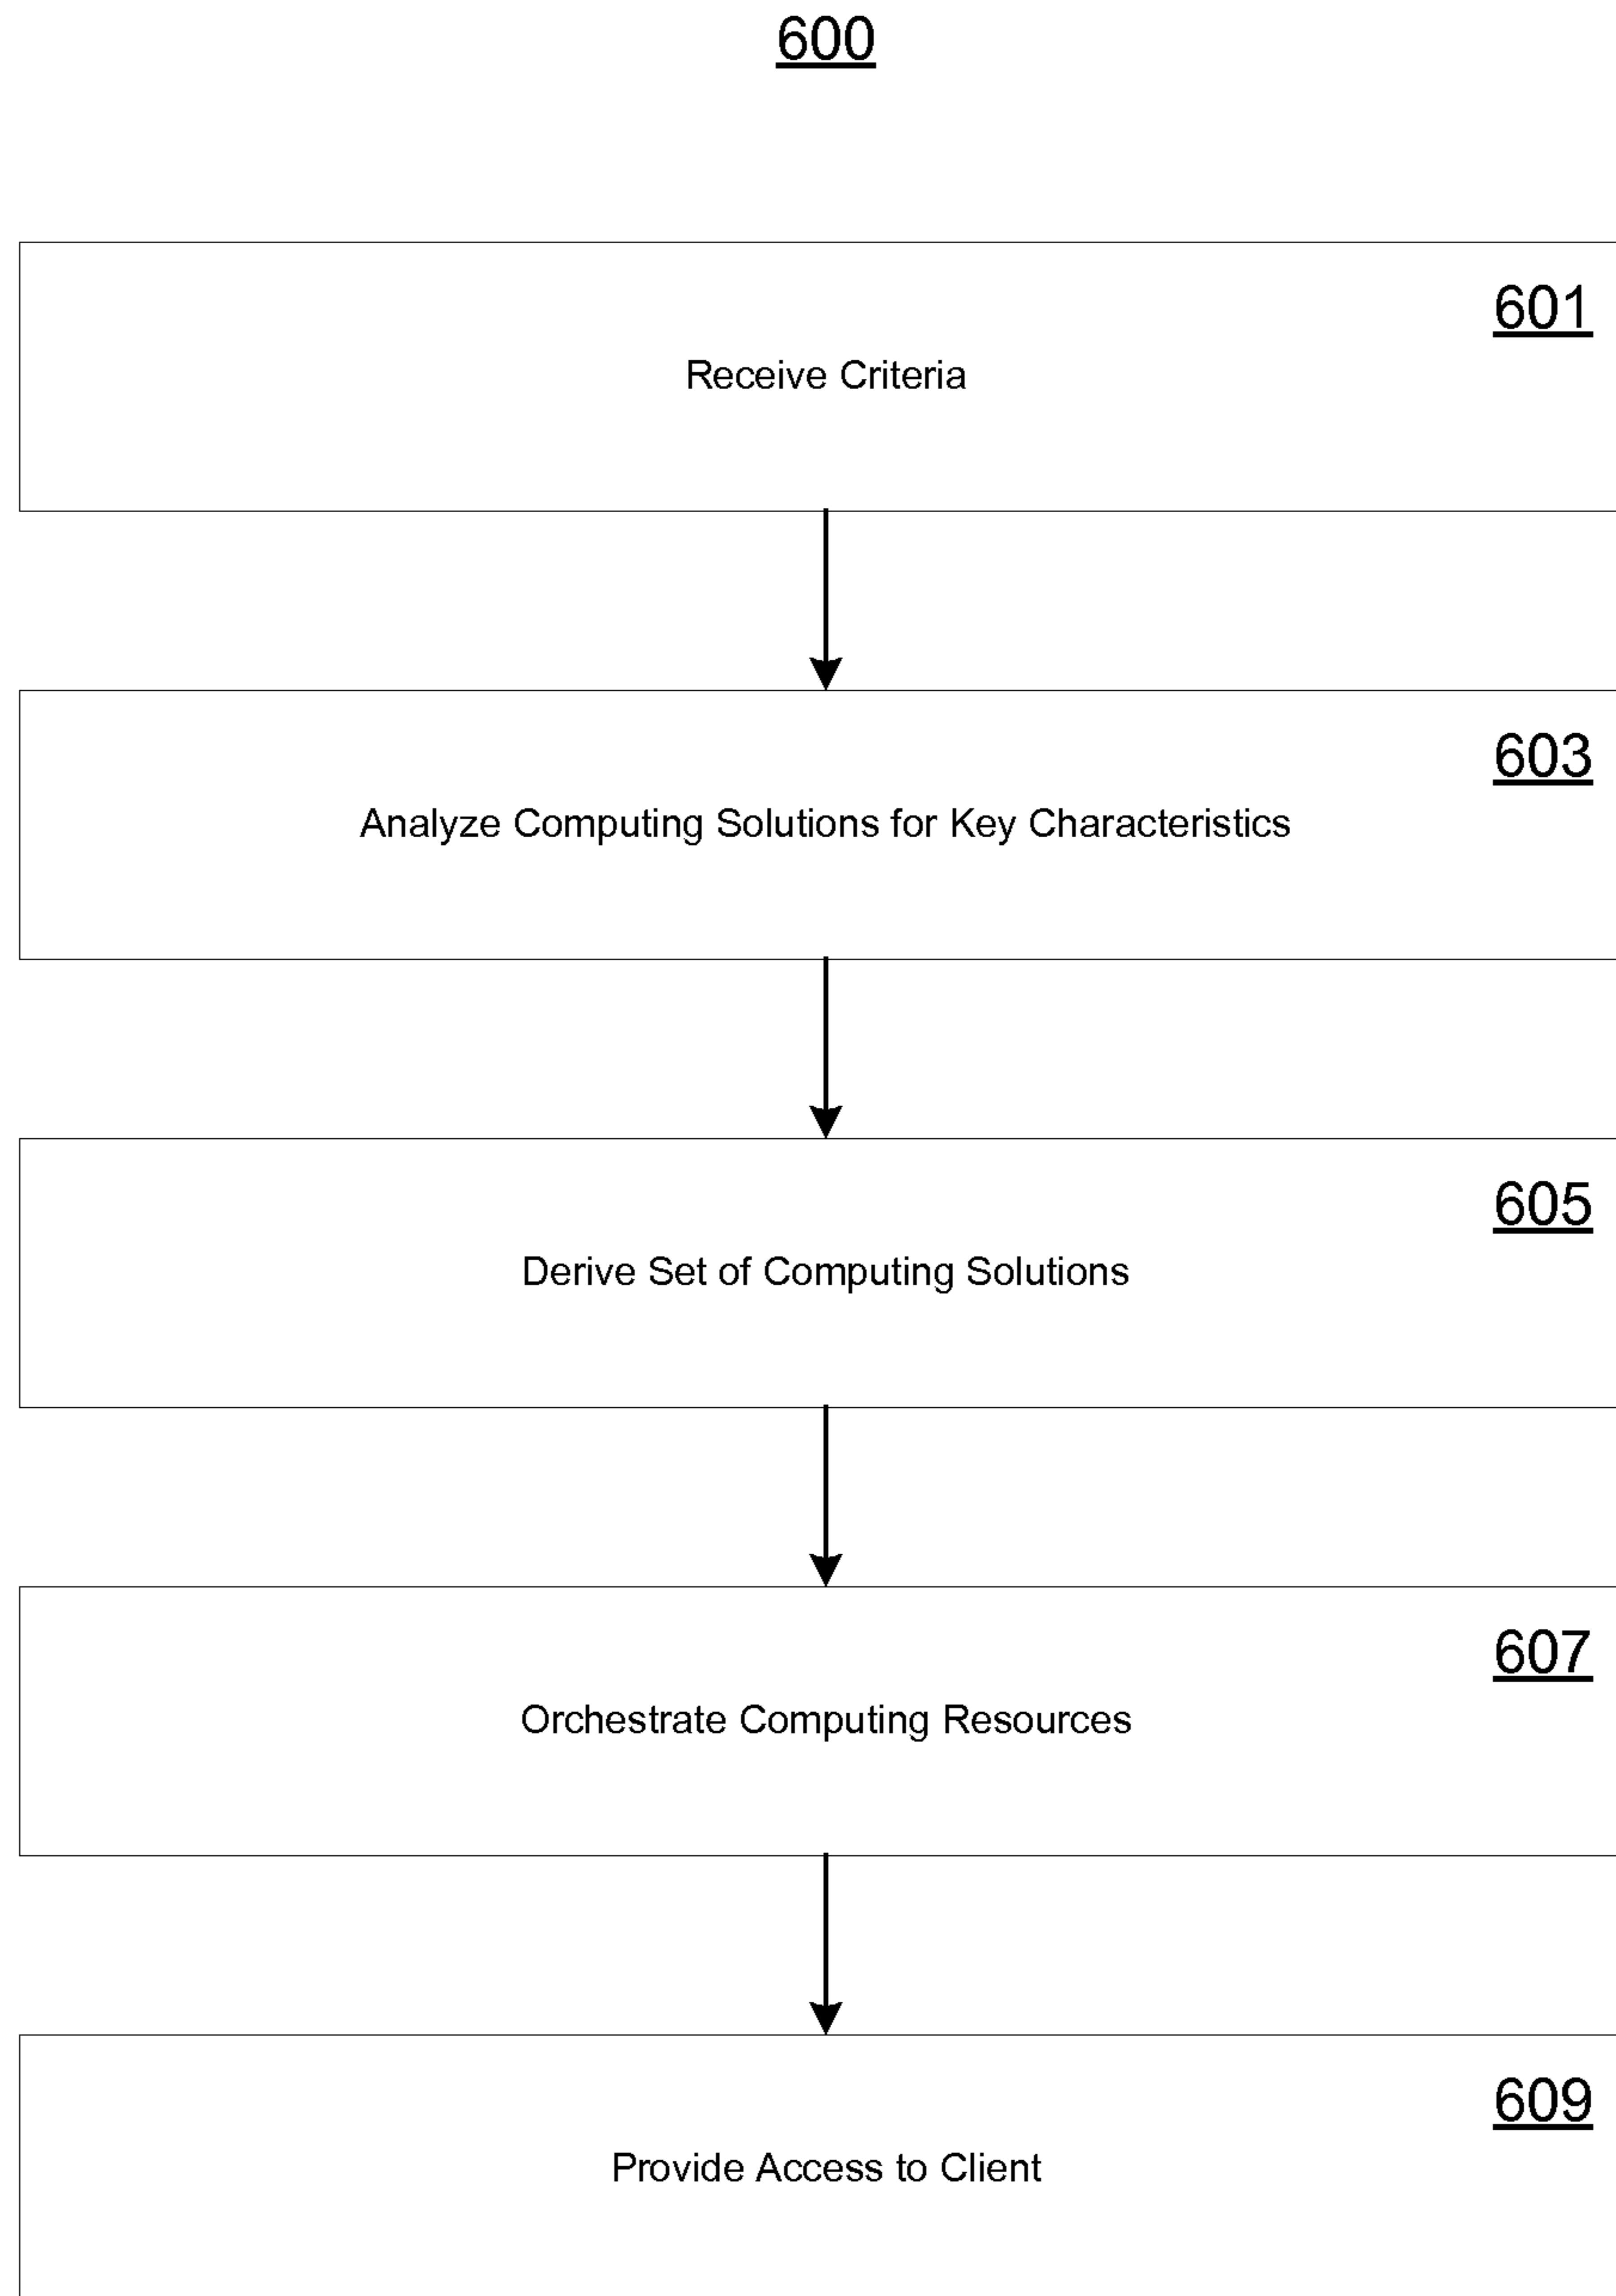 600
601
Receive Criteria
603
Analyze Computing Solutions for Key Characteristics
605
Derive Set of Computing Solutions
607
Orchestrate Computing Resources
609
Provide Access to Client